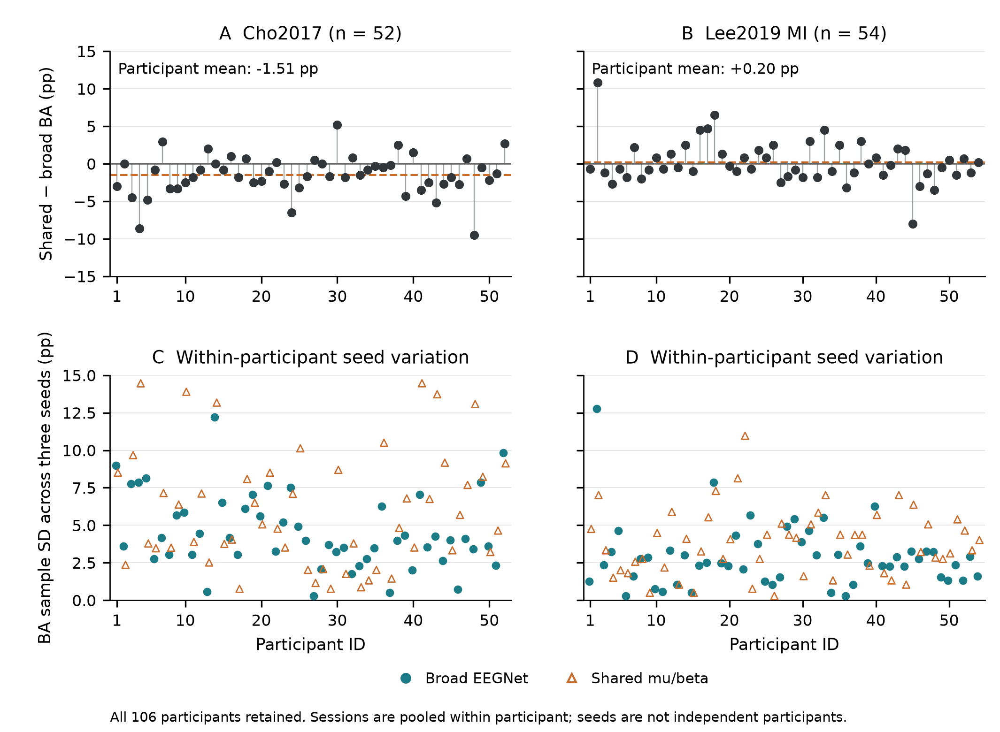 A  Cho2017 (n = 52)
Participant mean: -1.51 pp
Shared − broad BA (pp)
15
10
5
0
−5
−10
−15
1
10
20
30
40
50
B  Lee2019 MI (n = 54)
Participant mean: +0.20 pp
1
10
20
30
40
50
C  Within-participant seed variation
BA sample SD across three seeds (pp)
15.0
12.5
10.0
7.5
5.0
2.5
0.0
1
10
20
30
40
50
Participant ID
D  Within-participant seed variation
1
10
20
30
40
50
Participant ID
Broad EEGNet
Shared mu/beta
All 106 participants retained. Sessions are pooled within participant; seeds are not independent participants.